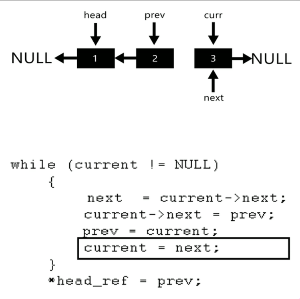 head prev curr
NULL 1 2 3 NULL
next
while (current != NULL)
{
next = current->next;
current->next = prev;
prev = current;
current = next;
}
*head_ref = prev;